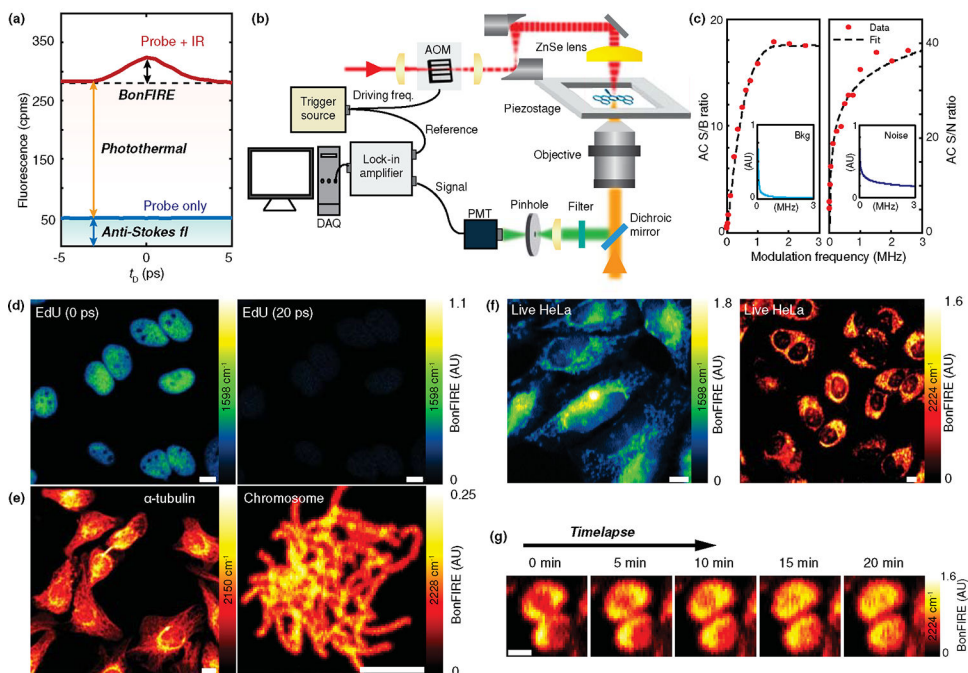 (a)
350
250
150
50
Fluorescence (cpms)
Probe + IR
BonFIRE
Photothermal
Probe only
Anti-Stokes fl
-5
0
5
tD (ps)
(b)
AOM
ZnSe lens
Trigger
source
Driving freq.
Piezostage
Reference
Lock-in
amplifier
Objective
Signal
DAQ
PMT
Pinhole
Filter
Dichroic
mirror
(c)
Data
Fit
20
10
0
AC S/B ratio
1
(AU)
Bkg
0
(MHz)
3
1
(AU)
Noise
0
(MHz)
3
40
30
20
10
0
AC S/N ratio
0
1
2
3
0
1
2
3
Modulation frequency (MHz)
(d)
EdU (0 ps)
1598 cm-1
EdU (20 ps)
1598 cm-1
1.1
0
BonFIRE (AU)
(e)
α-tubulin
2150 cm-1
Chromosome
2228 cm-1
0.25
0
BonFIRE (AU)
(f)
Live HeLa
1598 cm-1
1.8
0
BonFIRE (AU)
Live HeLa
2224 cm-1
1.6
0
BonFIRE (AU)
(g)
Timelapse
0 min
5 min
10 min
15 min
20 min
2224 cm-1
1.6
0
BonFIRE (AU)